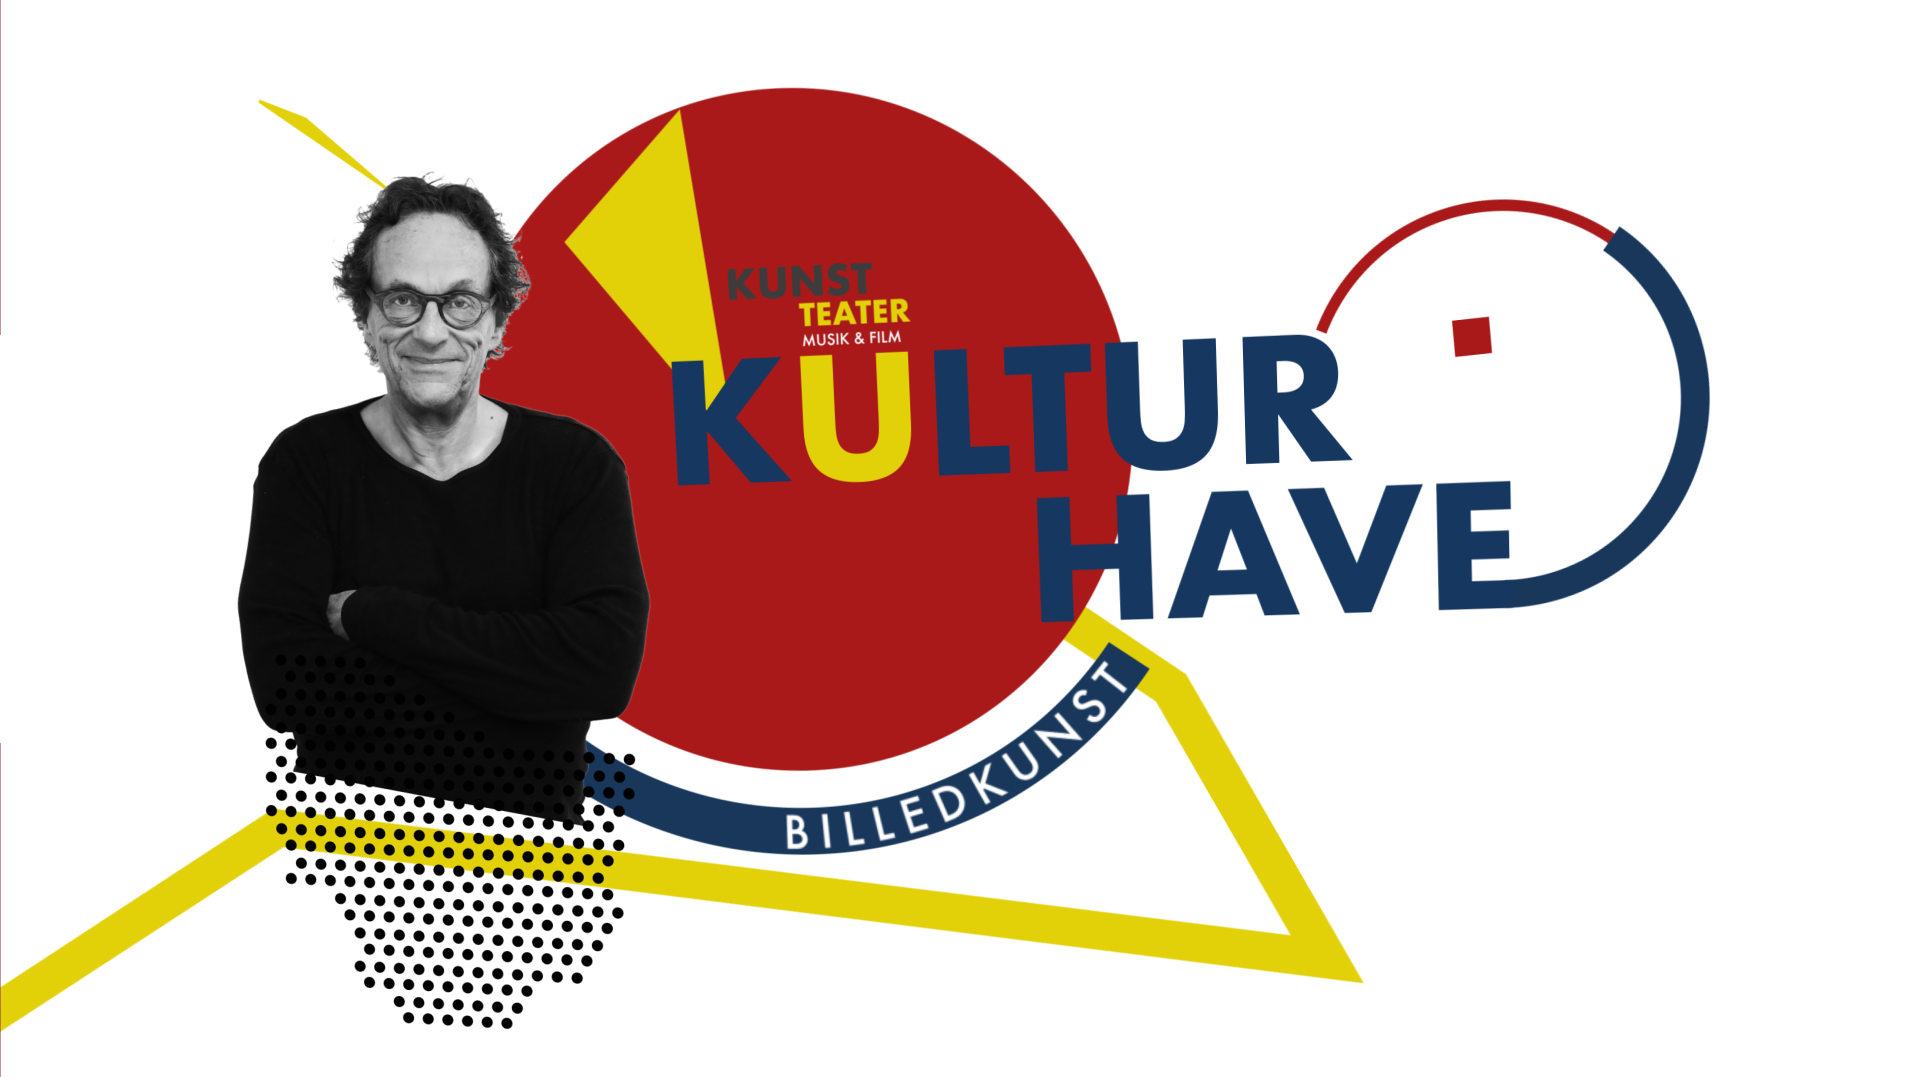 KUNST
TEATER
MUSIK & FILM
KULTUR
HAVE
BILLEDKUNST